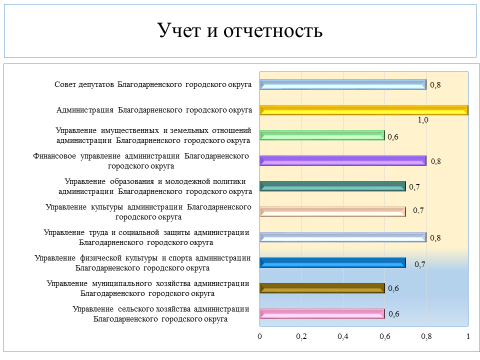 Учет и отчетность
Совет депутатов Благодарненского городского округа
0,8
Администрация Благодарненского городского округа
1,0
Управление имущественных и земельных отношений
администрации Благодарненского городского округа
0,6
Финансовое управление администрации Благодарненского
городского округа
0,8
Управление образования и молодежной политики
администрации Благодарненского городского округа
0,7
Управление культуры администрации Благодарненского
городского округа
0,7
Управление труда и социальной защиты администрации
Благодарненского городского округа
0,8
Управление физической культуры и спорта администрации
Благодарненского городского округа
0,7
Управление муниципального хозяйства администрации
Благодарненского городского округа
0,6
Управление сельского хозяйства администрации
Благодарненского городского округа
0,6
0 0,2 0,4 0,6 0,8 1